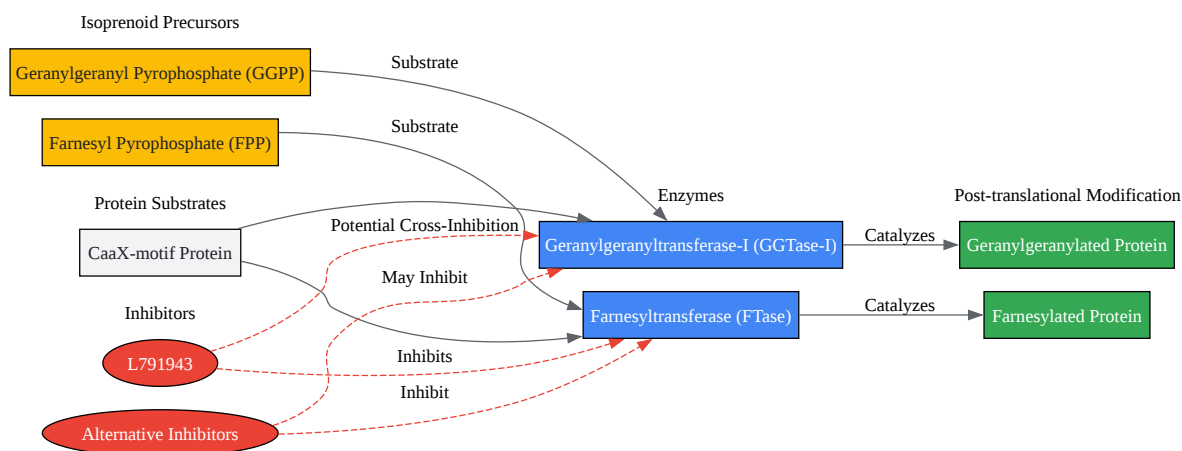 Isoprenoid Precursors
Geranylgeranyl Pyrophosphate (GGPP)
Substrate
Farnesyl Pyrophosphate (FPP)
Substrate
Protein Substrates
CaaX-motif Protein
Enzymes
Post-translational Modification
Potential Cross-Inhibition
Geranylgeranyltransferase-I (GGTase-I)
Catalyzes
Geranylgeranylated Protein
May Inhibit
Farnesyltransferase (FTase)
Catalyzes
Farnesylated Protein
Inhibitors
L791943
Inhibits
Inhibit
Alternative Inhibitors